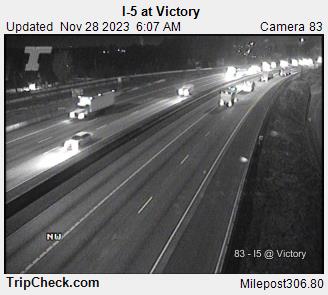 I-5 at Victory
Updated Nov 28 2023 6:07 AM Camera 83
T
NW
83 - I5 @ Victory
TripCheck.com Milepost306.80